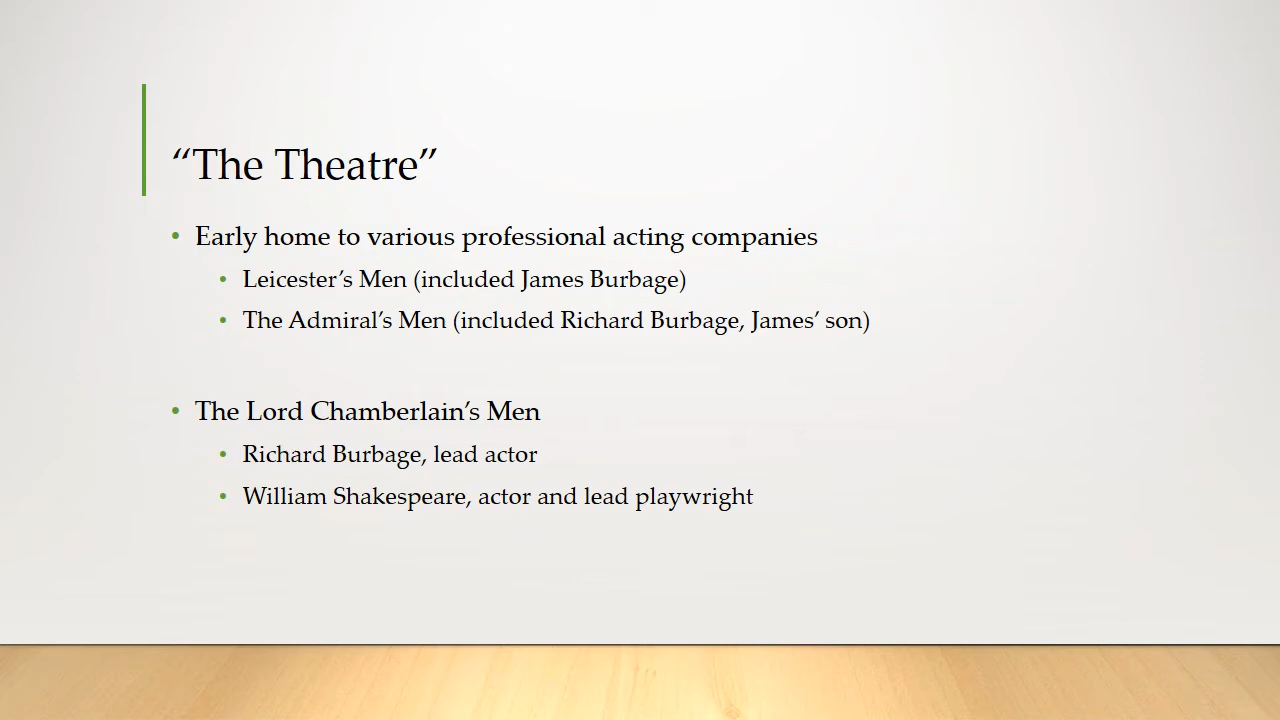 “The Theatre”
• Early home to various professional acting companies
• Leicester’s Men (included James Burbage)
• The Admiral’s Men (included Richard Burbage, James’ son)
• The Lord Chamberlain’s Men
• Richard Burbage, lead actor
• William Shakespeare, actor and lead playwright